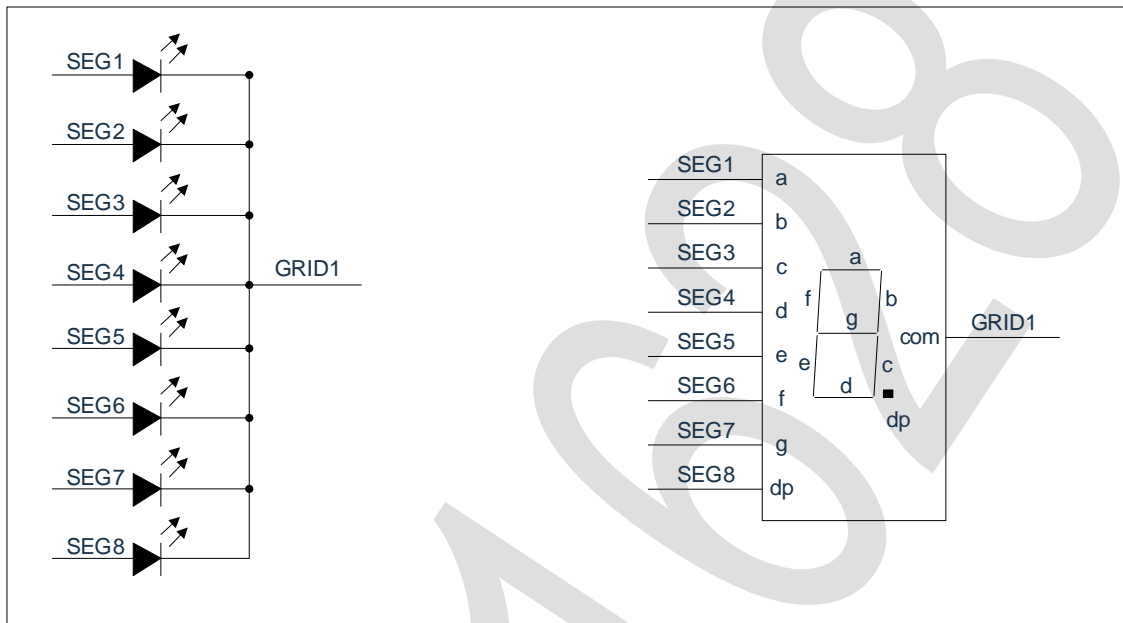 SEG1
SEG2
SEG3
SEG4
SEG5
SEG6
SEG7
SEG8
GRID1
SEG1
SEG2
SEG3
SEG4
SEG5
SEG6
SEG7
SEG8
a
b
c
d
e
f
g
dp
a
f
b
g
e
c
d
dp
com
GRID1
1628